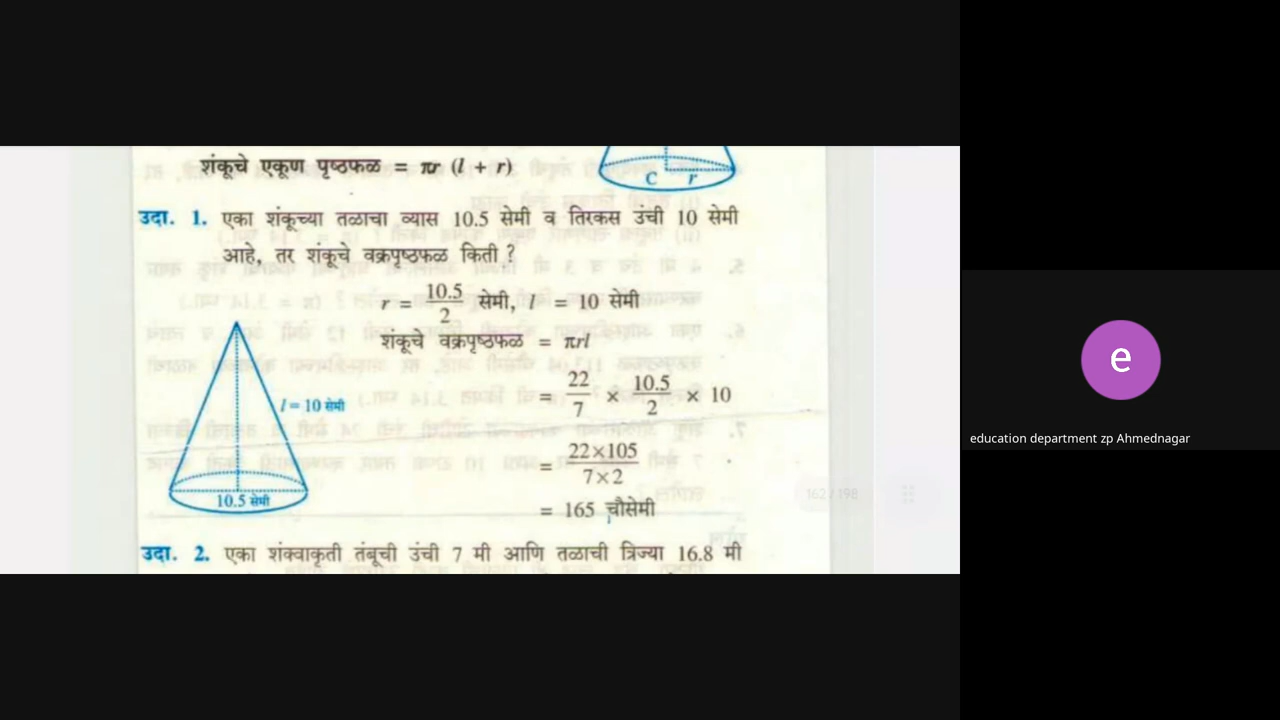 शंकूचे एकूण पृष्ठफळ = πr (l + r)
C r
उदा. 1. एका शंकूच्या तळाचा व्यास 10.5 सेमी व तिरकस उंची 10 सेमी
आहे, तर शंकूचे वक्रपृष्ठफळ किती ?
r = 10.5/2 सेमी, l = 10 सेमी
शंकूचे वक्रपृष्ठफळ = πrl
= 22/7 × 10.5/2 × 10
l = 10 सेमी
= 22×105/7×2
10.5 सेमी
= 165 चौसेमी
उदा. 2. एका शंक्वाकृती तंबूची उंची 7 मी आणि तळाची त्रिज्या 16.8 मी
162 / 198
e
education department zp Ahmednagar